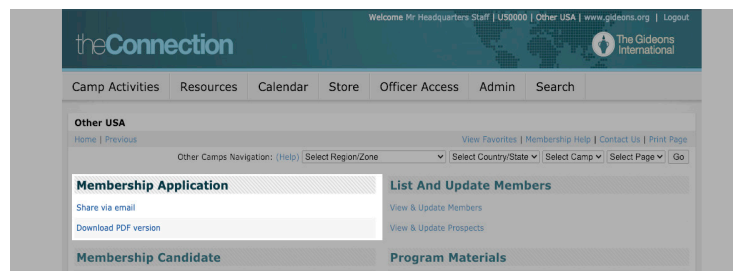 Welcome Mr Headquarters Staff | U50000 | Other USA | www.gideons.org | Logout
theConnection
The Gideons
International
Camp Activities Resources Calendar Store Officer Access Admin Search
Other USA
Home | Previous
View Favorites | Membership Help | Contact Us | Print Page
Other Camps Navigation: (Help) Select Region/Zone Select Country/State Select Camp Select Page Go
Membership Application
Share via email
Download PDF version
List And Update Members
View & Update Members
View & Update Prospects
Membership Candidate
Program Materials